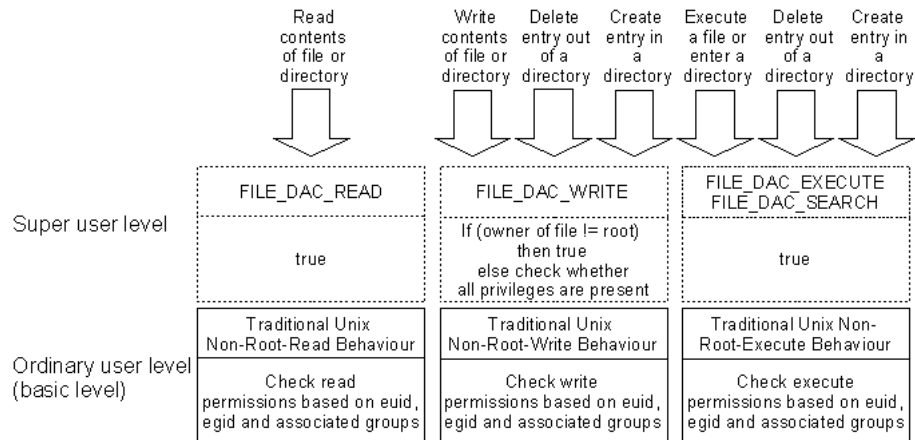 Read
contents
of file or
directory
Write
contents
of file or
directory
Delete
entry out
of a
directory
Create
entry in
a
directory
Execute
a file or
enter a
directory
Delete
entry out
of a
directory
Create
entry in
a
directory
Super user level
FILE_DAC_READ
true
FILE_DAC_WRITE
If (owner of file != root)
then true
else check whether
all privileges are present
FILE_DAC_EXECUTE
FILE_DAC_SEARCH
true
Ordinary user level
(basic level)
Traditional Unix
Non-Root-Read Behaviour
Check read
permissions based on euid,
egid and associated groups
Traditional Unix
Non-Root-Write Behaviour
Check write
permissions based on euid,
egid and associated groups
Traditional Unix Non-
Root-Execute Behaviour
Check execute
permissions based on euid,
egid and associated groups